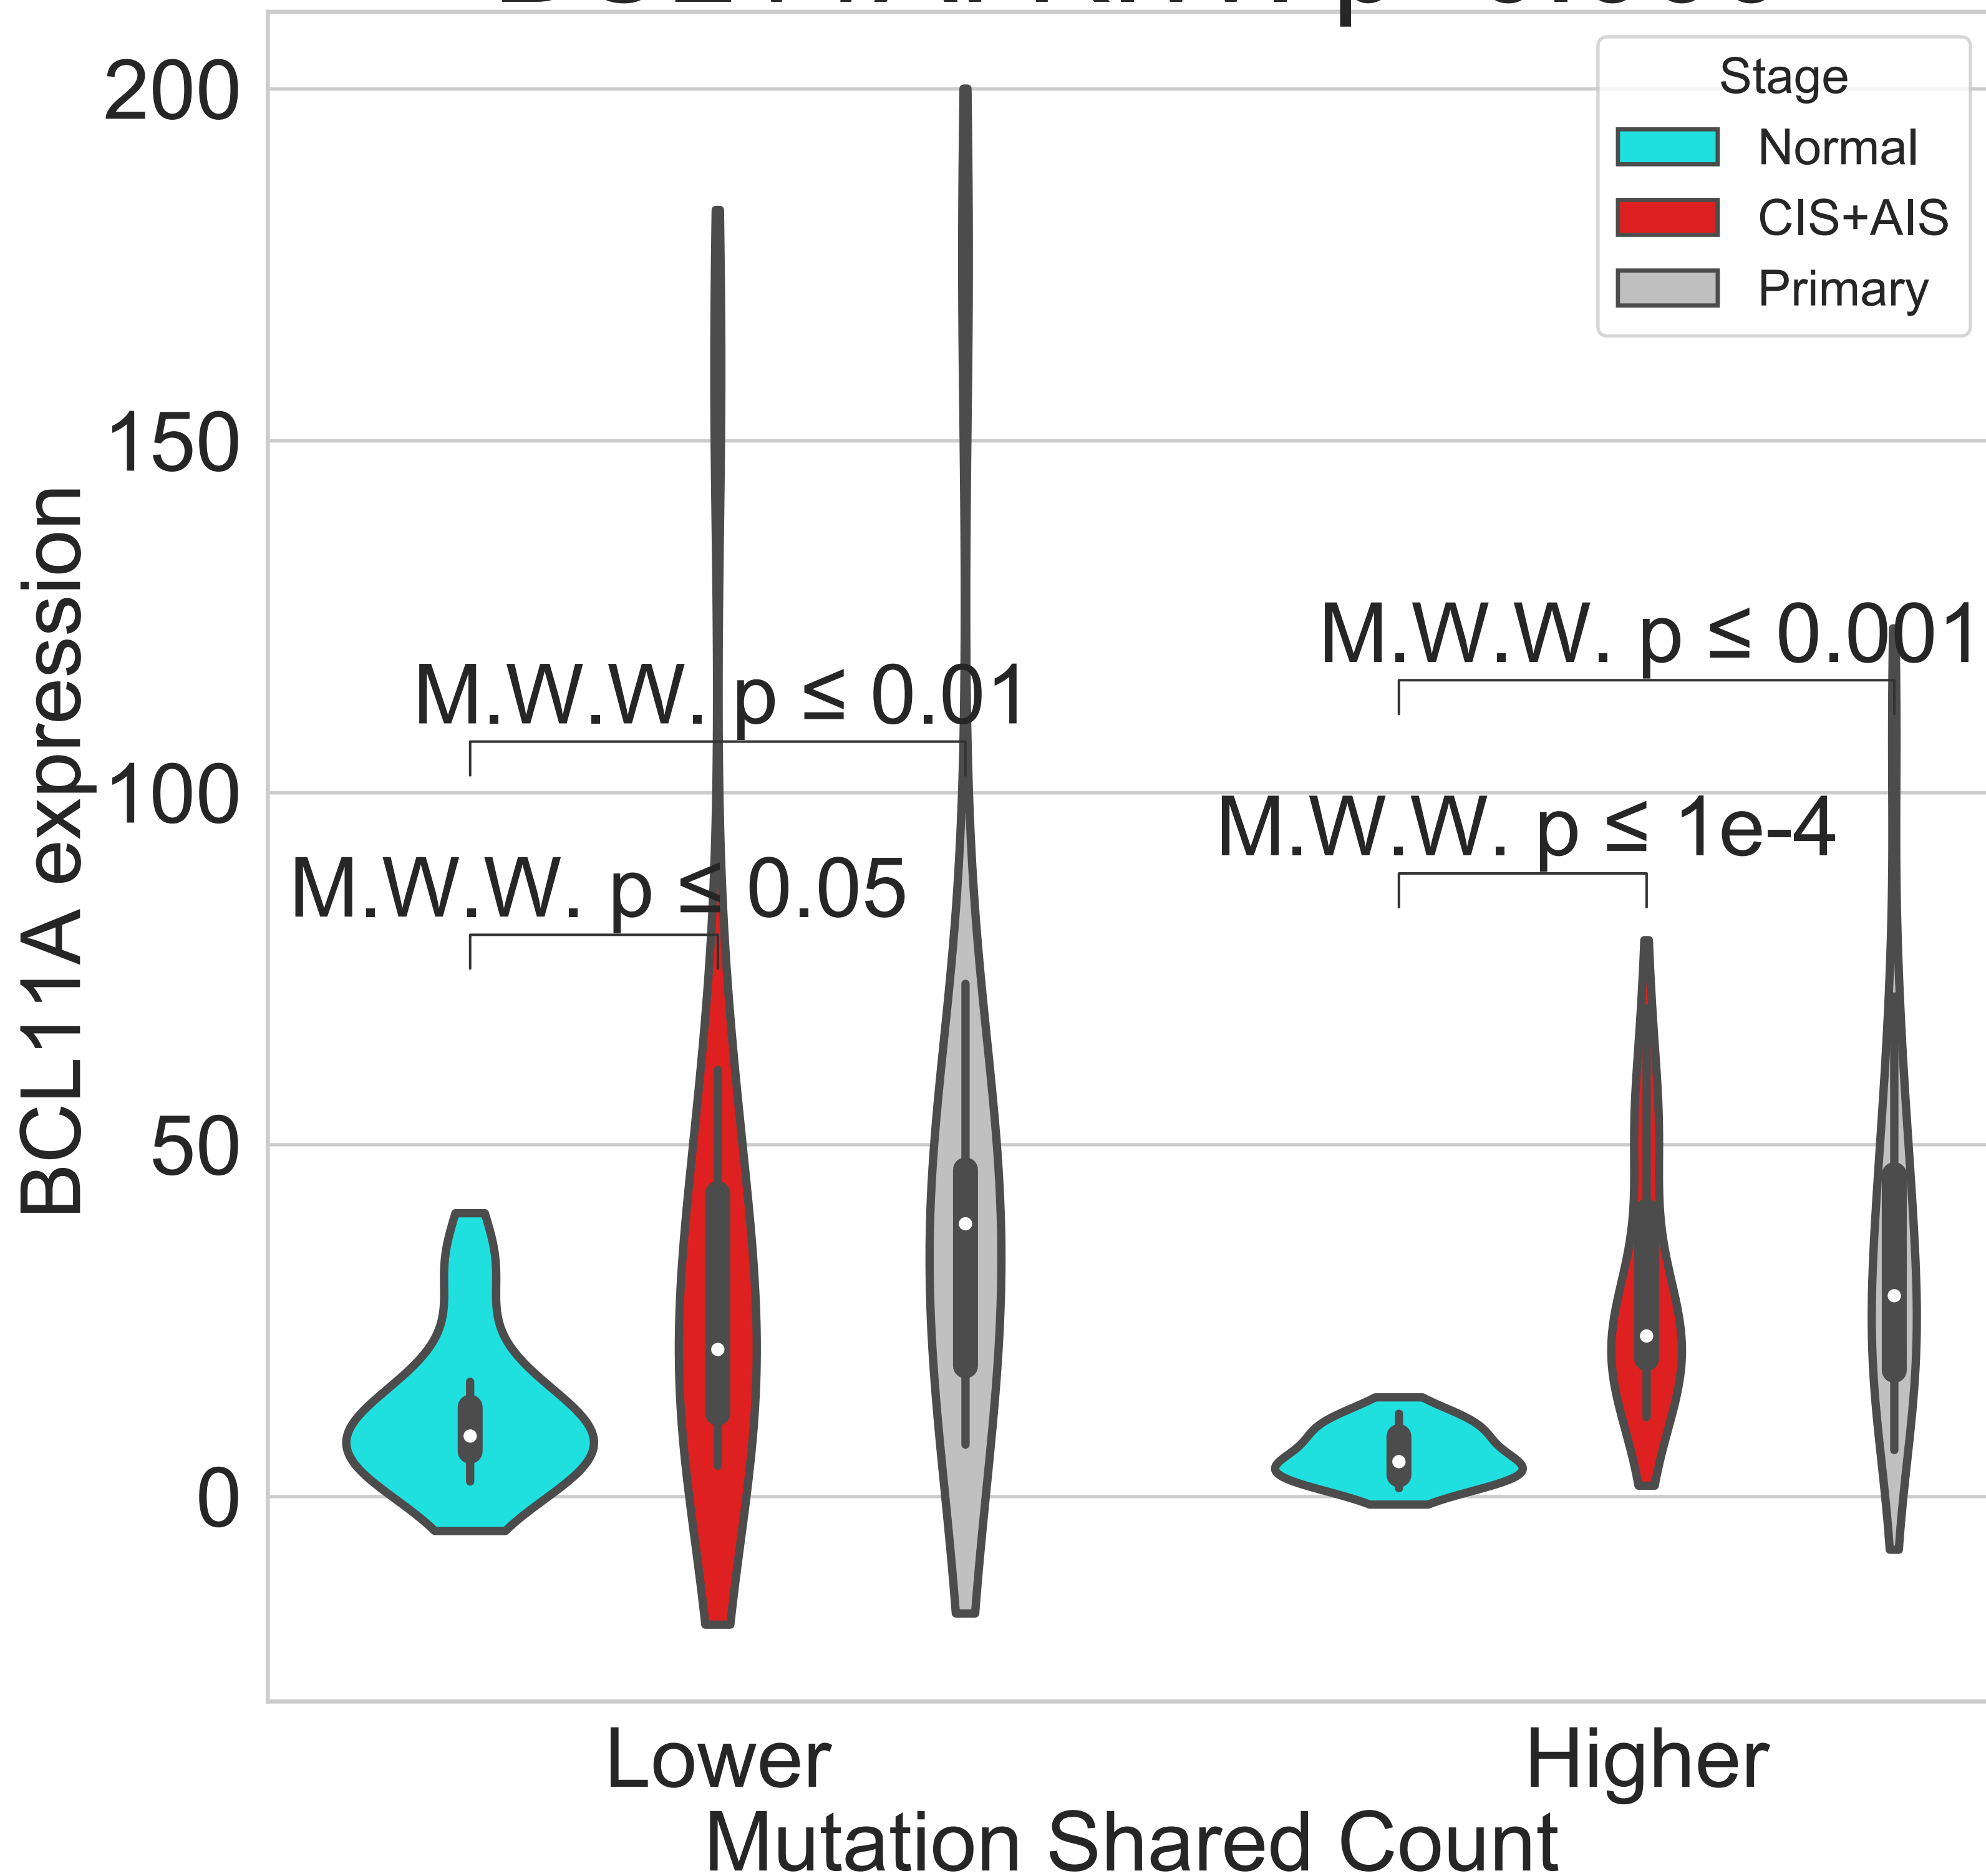 200
150
100
50
0
BCL11A expression
Stage
Normal
CIS+AIS
Primary
M.W.W. p ≤ 0.01
M.W.W. p ≤ 0.05
M.W.W. p ≤ 0.001
M.W.W. p ≤ 1e-4
Lower
Higher
Mutation Shared Count